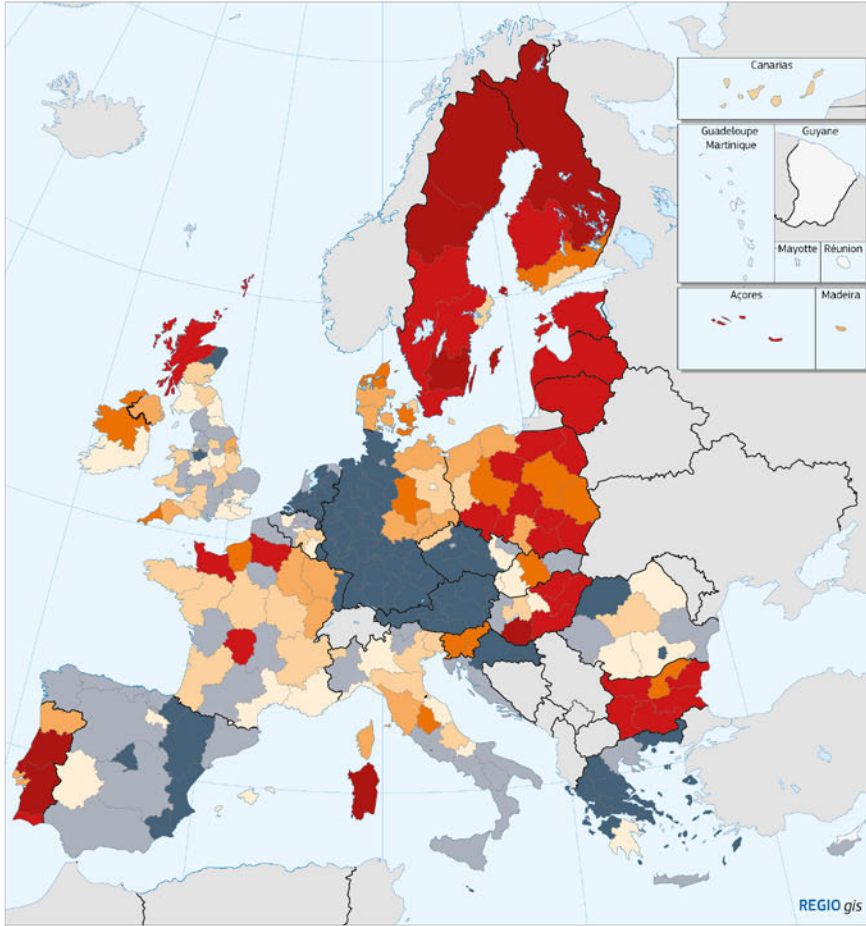 Canarias
Guadeloupe
Martinique
Guyane
Mayotte
Réunion
Açores
Madeira
REGIO gis